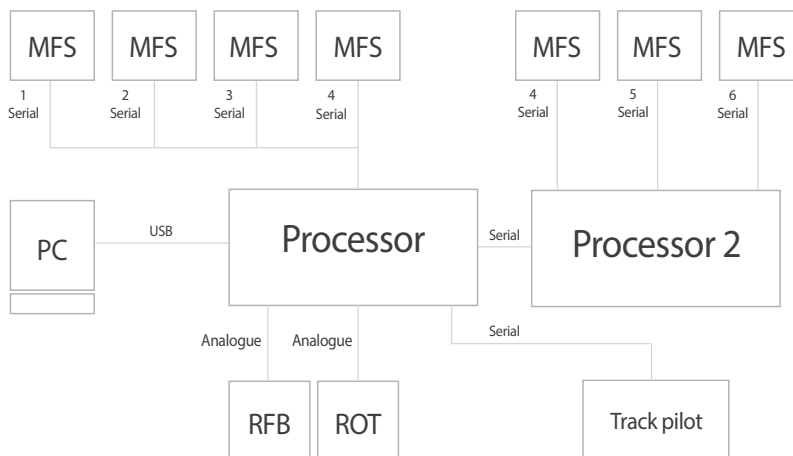 MFS MFS MFS MFS MFS MFS MFS
1 2 3 4 4 5 6
Serial Serial Serial Serial Serial Serial Serial
PC USB Processor Serial Processor 2
Analogue Analogue Serial
RFB ROT Track pilot